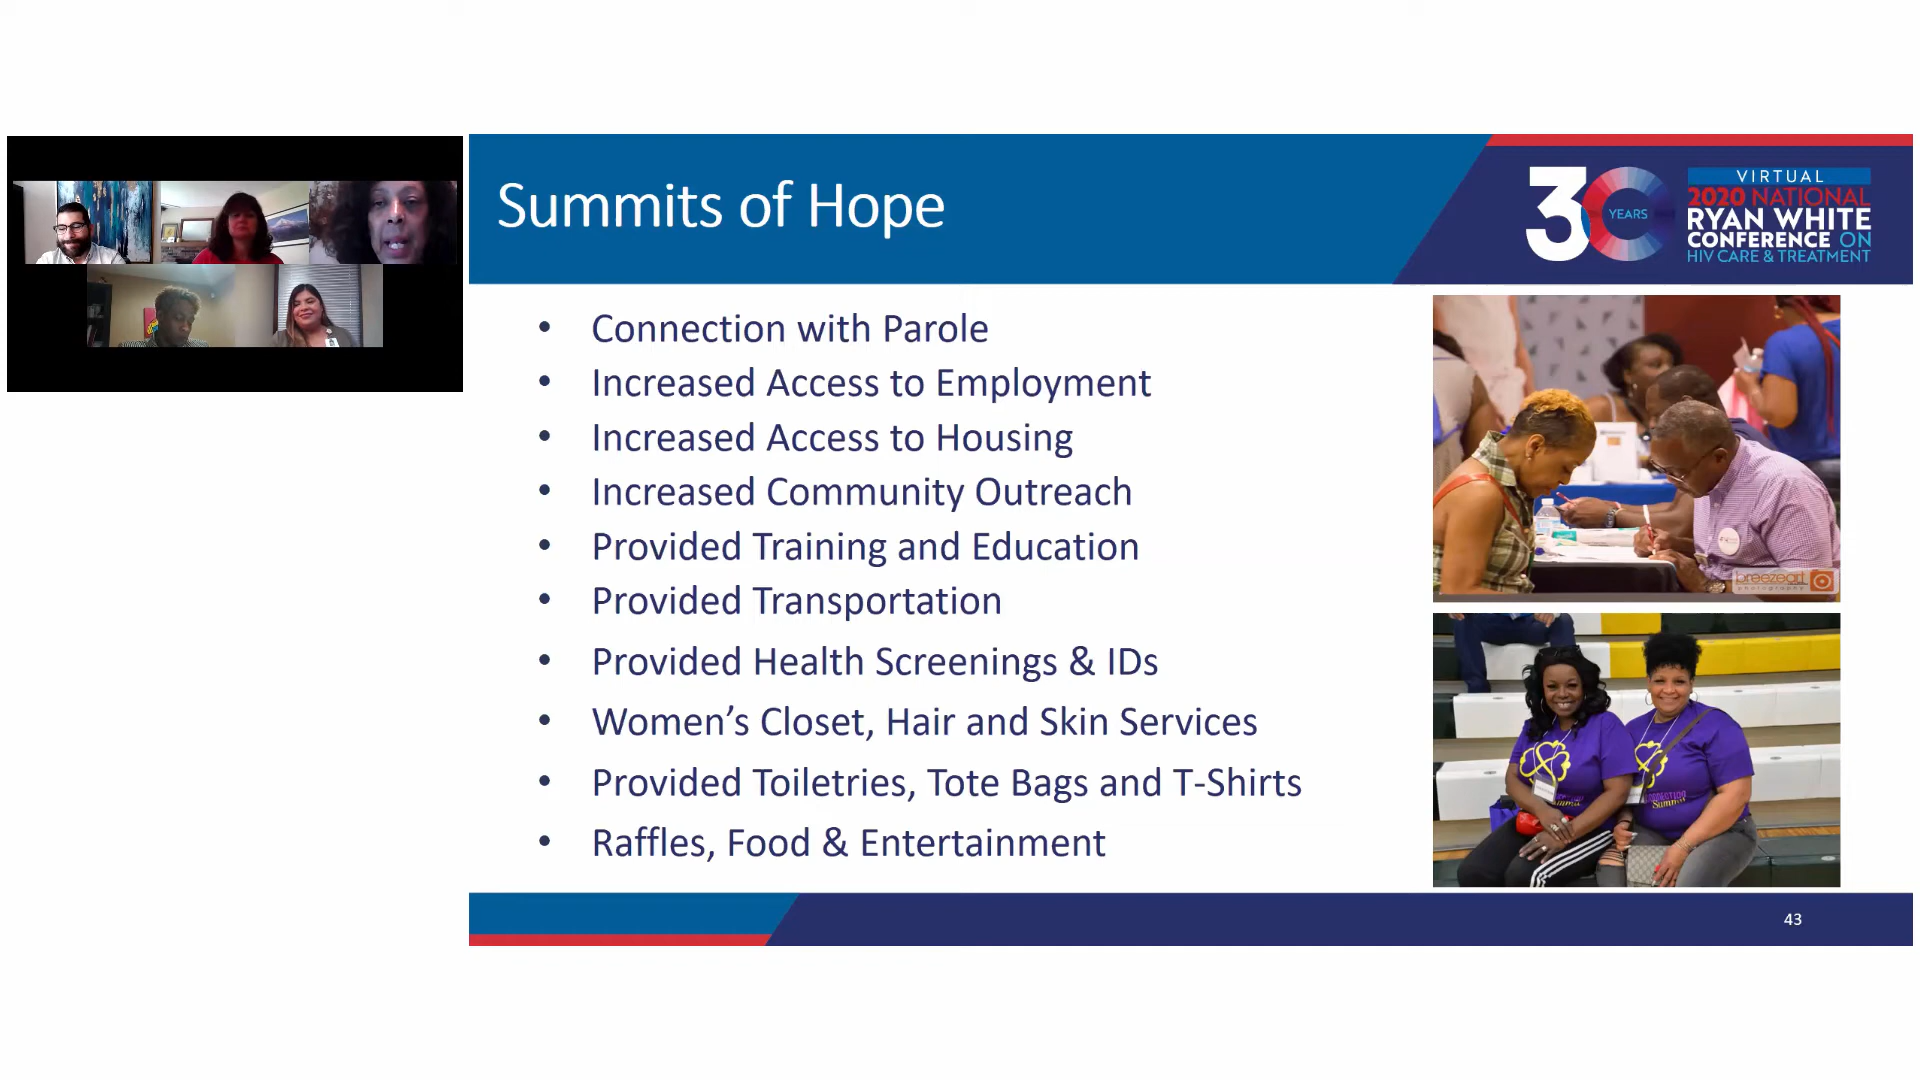 Summits of Hope
30
YEARS
VIRTUAL
2020 NATIONAL
RYAN WHITE
CONFERENCE ON
HIV CARE & TREATMENT
• Connection with Parole
• Increased Access to Employment
• Increased Access to Housing
• Increased Community Outreach
• Provided Training and Education
• Provided Transportation
• Provided Health Screenings & IDs
• Women’s Closet, Hair and Skin Services
• Provided Toiletries, Tote Bags and T-Shirts
• Raffles, Food & Entertainment
photography
Summit
43